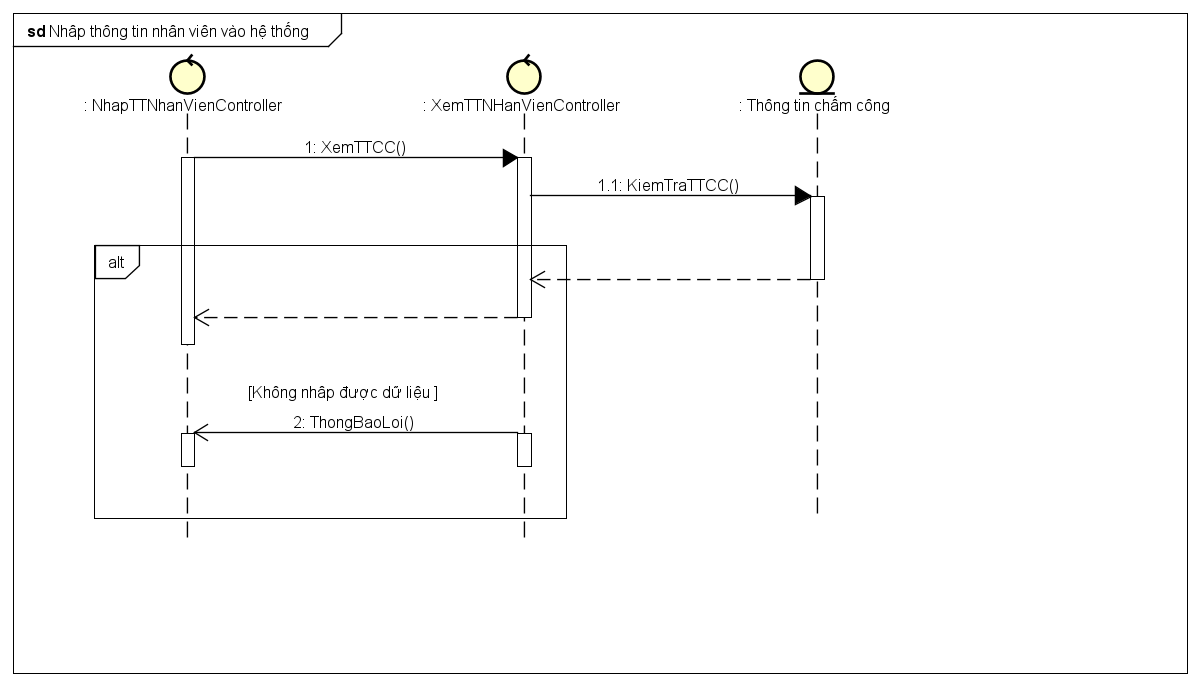 sd Nhâp thông tin nhân viên vào hệ thống
: NhapTTNhanVienController
: XemTTNHanVienController
: Thông tin chấm công
1: XemTTCC()
1.1: KiemTraTTCC()
alt
[Không nhâp được dữ liệu ]
2: ThongBaoLoi()